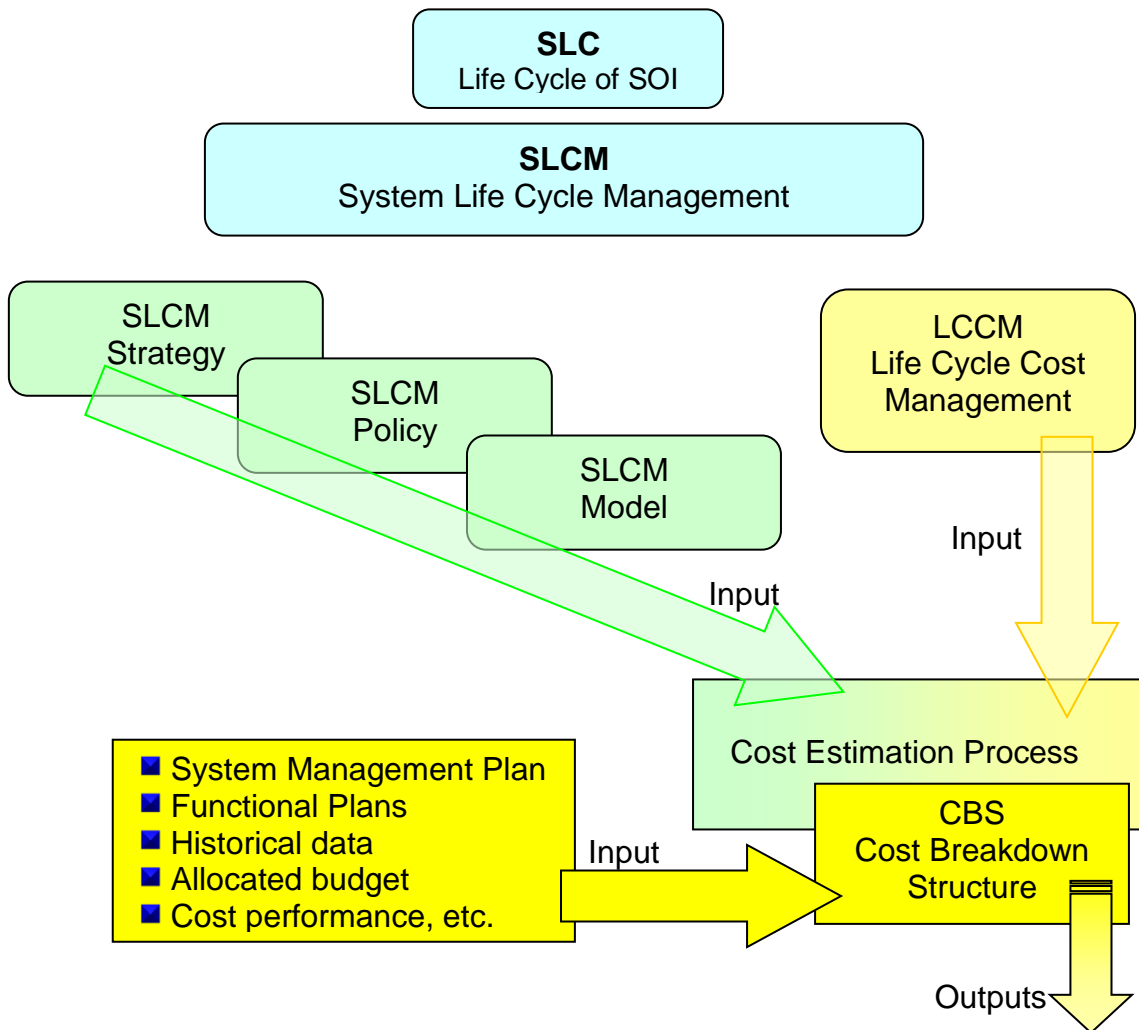 SLC
Life Cycle of SOI
SLCM
System Life Cycle Management
SLCM
Strategy
SLCM
Policy
SLCM
Model
LCCM
Life Cycle Cost
Management
Input
Input
Cost Estimation Process
System Management Plan
Functional Plans
Historical data
Allocated budget
Cost performance, etc.
Input
CBS
Cost Breakdown
Structure
Outputs